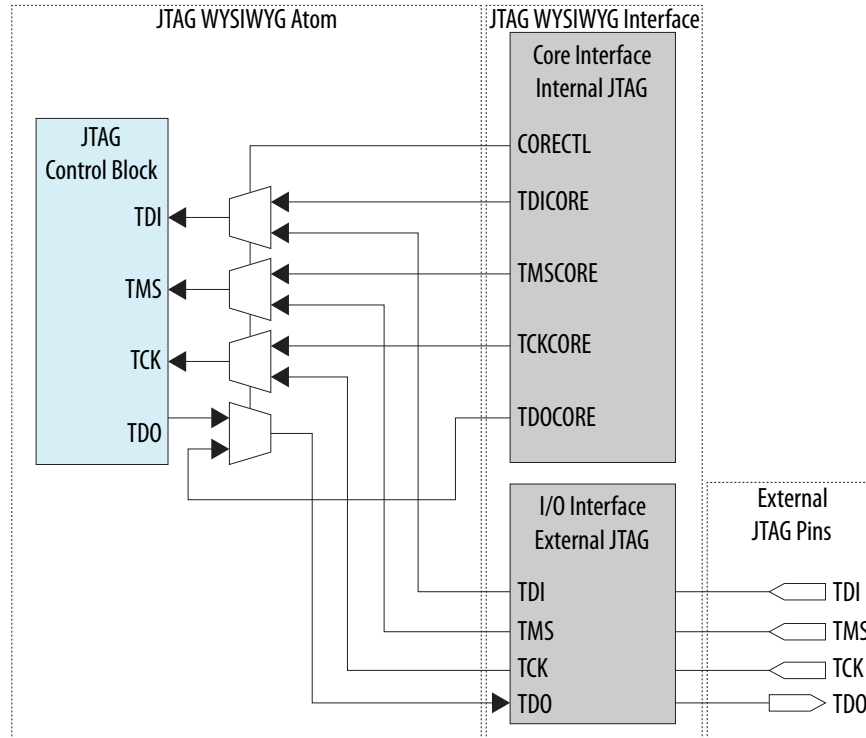 JTAG WYSIWYG Atom
JTAG WYSIWYG Interface
JTAG
Control Block
TDI
TMS
TCK
TDO
Core Interface
Internal JTAG
CORECTL
TDICORE
TMSCORE
TCKCORE
TDOCORE
I/O Interface
External JTAG
TDI
TMS
TCK
TDO
External
JTAG Pins
TDI
TMS
TCK
TDO